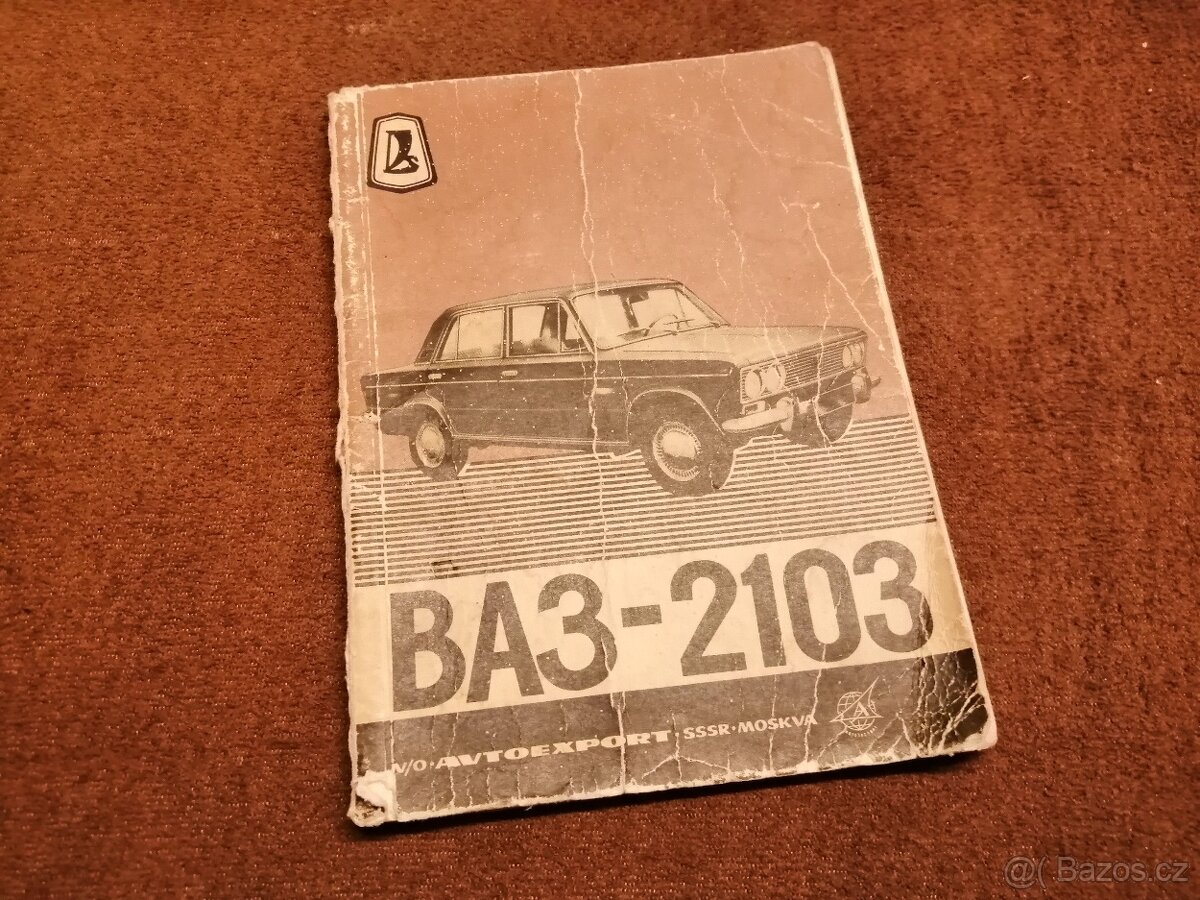 ВАЗ-2103
V/O·AVTOEXPORT·SSSR·MOSKVA
@( Bazos.cz